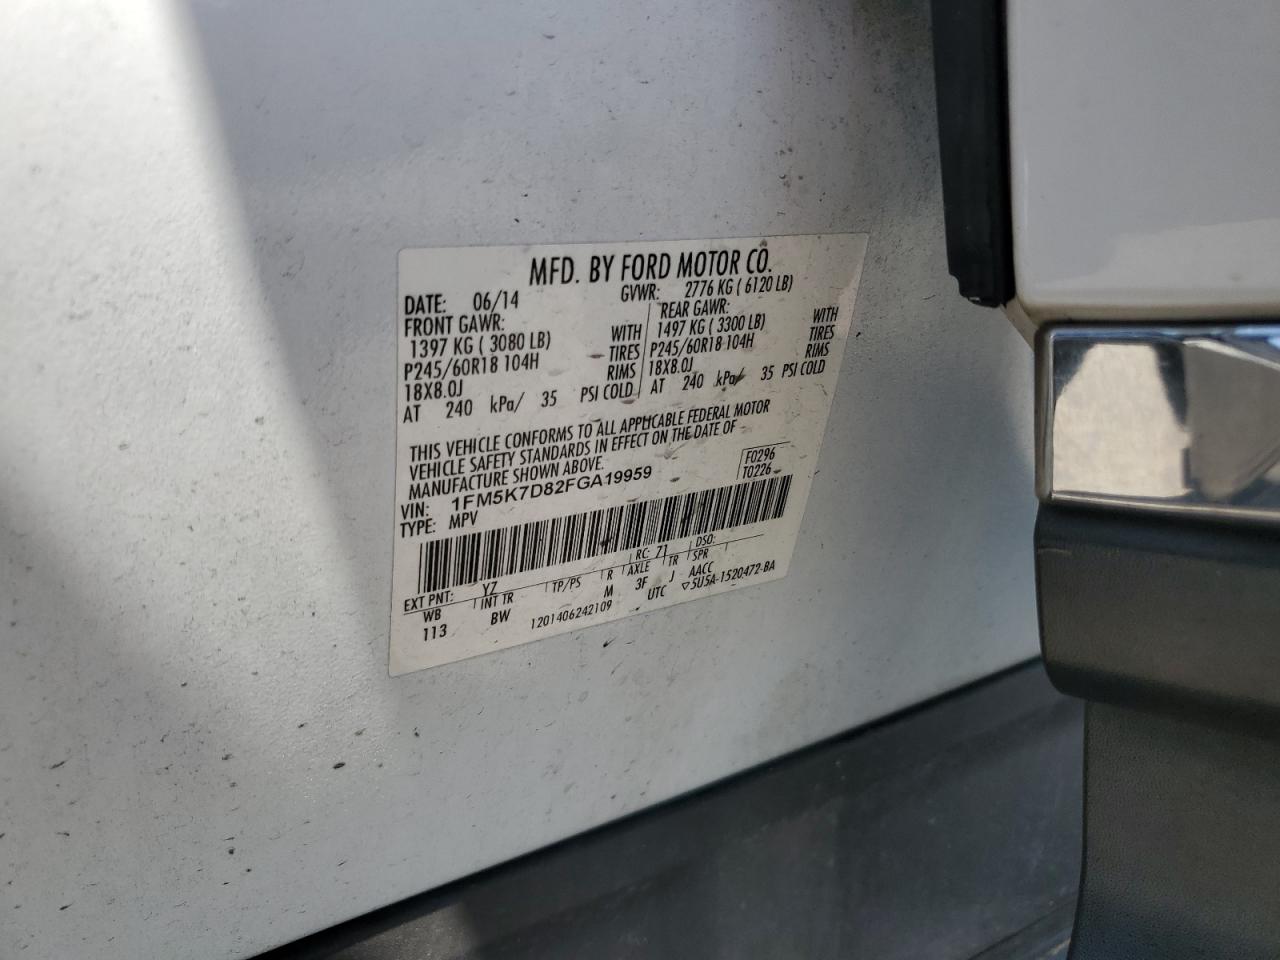 MFD. BY FORD MOTOR CO.
DATE: 06/14 GVWR: 2776 KG ( 6120 LB)
FRONT GAWR: REAR GAWR:
1397 KG ( 3080 LB) WITH 1497 KG ( 3300 LB) WITH
P245/60R18 104H TIRES P245/60R18 104H TIRES
18X8.0J RIMS 18X8.0J RIMS
AT 240 kPa/ 35 PSI COLD AT 240 kPa/ 35 PSI COLD
THIS VEHICLE CONFORMS TO ALL APPLICABLE FEDERAL MOTOR
VEHICLE SAFETY STANDARDS IN EFFECT ON THE DATE OF
MANUFACTURE SHOWN ABOVE.
VIN: 1FM5K7D82FGA19959 F0296
TYPE: MPV T0226
EXT PNT: YZ RC: 71 DSO:
WB INT TR TP/PS R AXLE TR SPR
113 BW M 3F J AACC
1201406242109 UTC ▽5U5A-1520472-BA